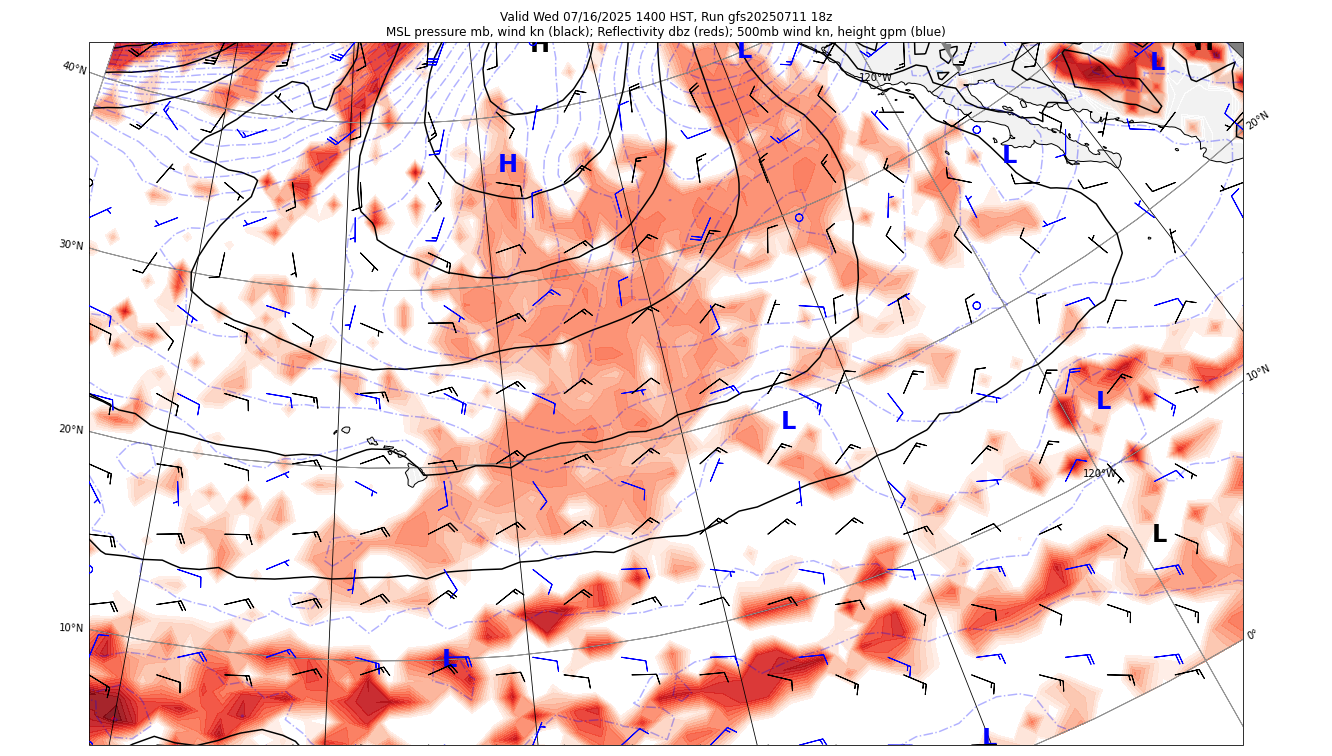 Valid Wed 07/16/2025 1400 HST, Run gfs20250711 18z
MSL pressure mb, wind kn (black); Reflectivity dbz (reds); 500mb wind kn, height gpm (blue)
H
L
H
L
40°N
120°W
20°N
H
L
30°N
10°N
L
L
20°N
120°W
L
10°N
0°
L
L